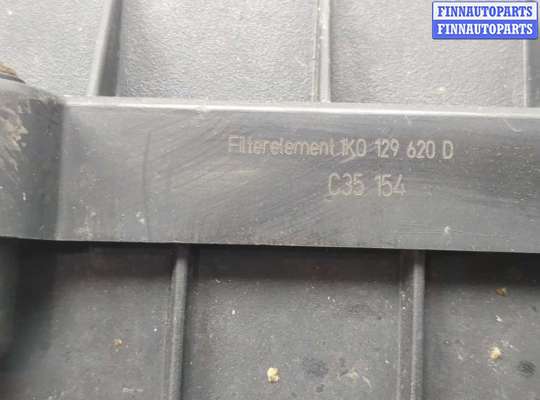 FINNAUTOPARTS
FINNAUTOPARTS
Filterelement 1K0 129 620 D
C35 154